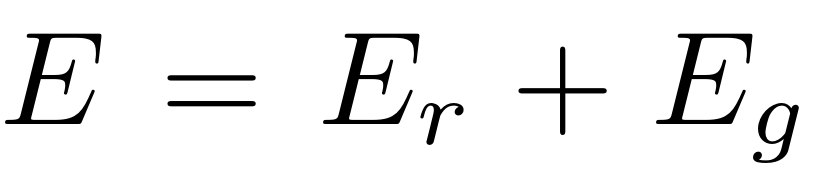 E = E_r + E_g